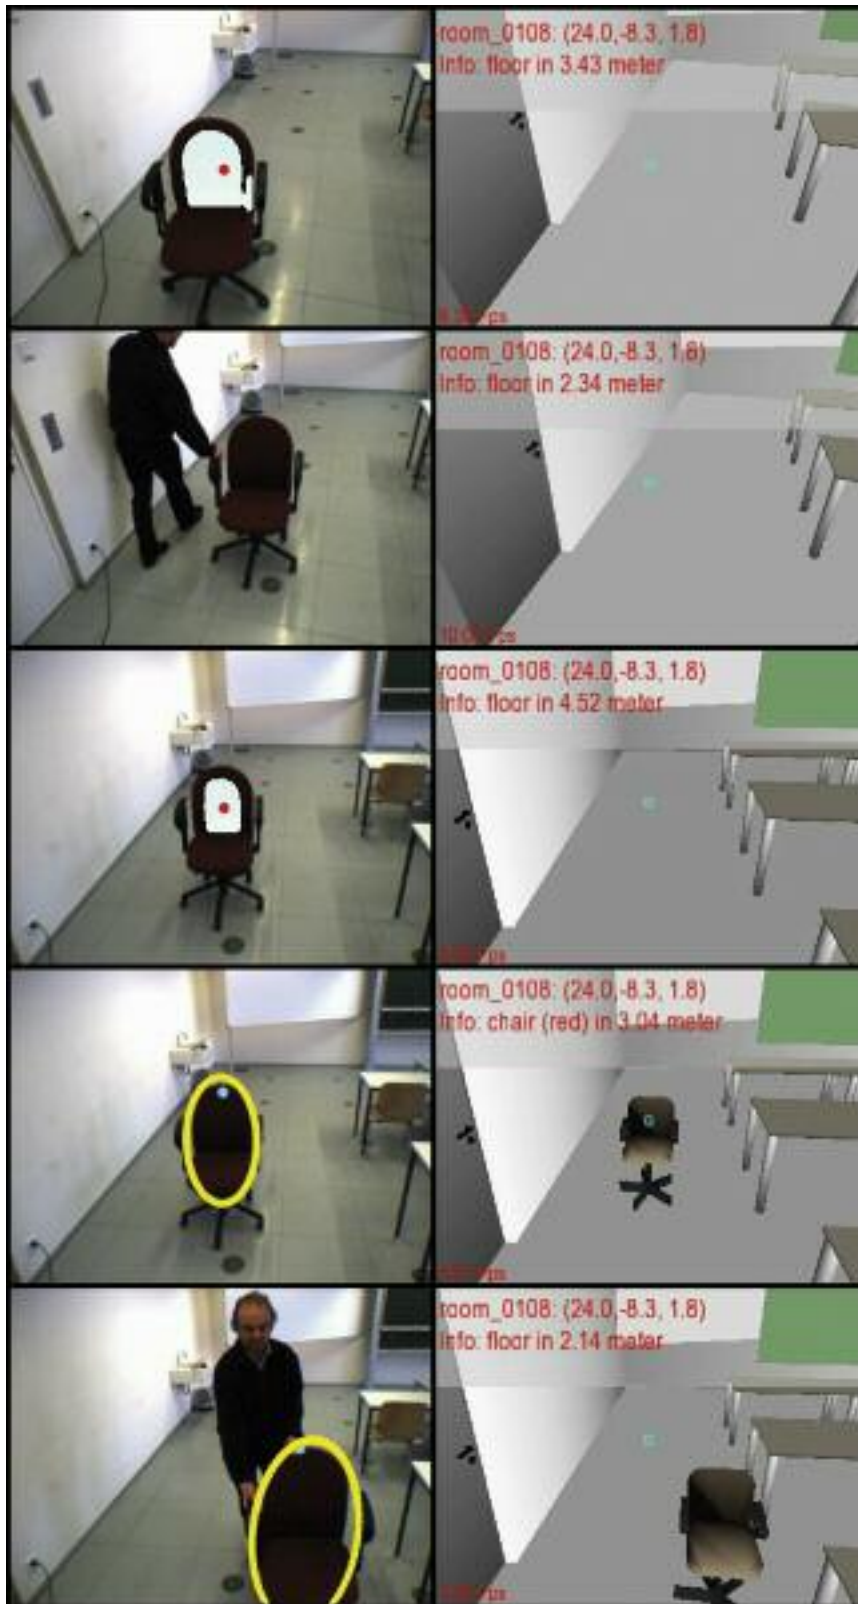 room_0108: (24.0,-8.3, 1.8)
Info: floor in 3.43 meter
room_0108: (24.0,-8.3, 1.8)
Info: floor in 2.34 meter
room_0108: (24.0,-8.3, 1.8)
Info: floor in 4.52 meter
room_0108: (24.0,-8.3, 1.8)
Info: chair (red) in 3.04 meter
room_0108: (24.0,-8.3, 1.8)
Info: floor in 2.14 meter